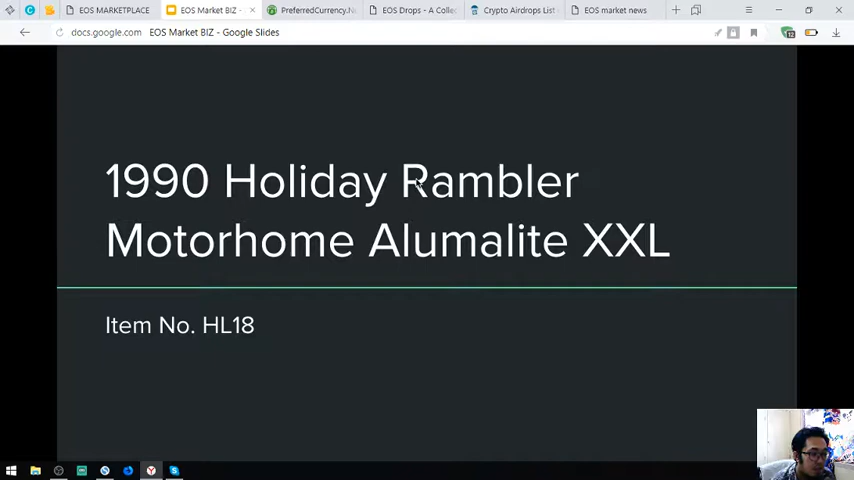 EOS MARKETPLACE
EOS Market BIZ -
PreferredCurrency.N
EOS Drops - A Collec
Crypto Airdrops List -
EOS market news
docs.google.com EOS Market BIZ - Google Slides
12
1990 Holiday Rambler
Motorhome Alumalite XXL
Item No. HL18